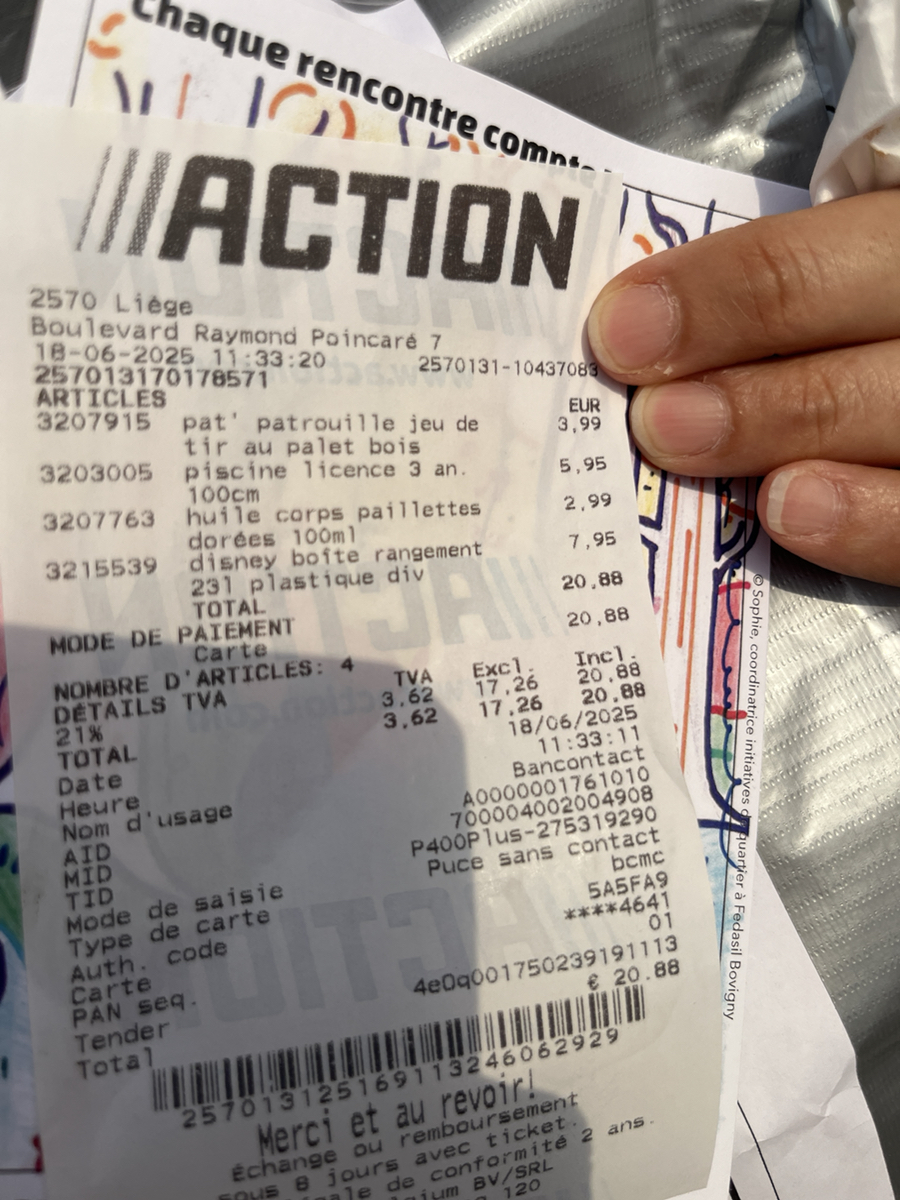 Chaque rencontre compte
ACTION
2570 Liège
Boulevard Raymond Poincaré 7
18-06-2025 11:33:20 2570131-10437083
257013170178571
ARTICLES EUR
3207915 pat' patrouille jeu de 3,99
tir au palet bois
3203005 piscine licence 3 an. 5,95
100cm
3207763 huile corps paillettes 2,99
dorées 100ml
3215539 disney boîte rangement 7,95
23l plastique div
TOTAL 20,88
MODE DE PAIEMENT
Carte 20,88
NOMBRE D'ARTICLES: 4
DÉTAILS TVA TVA Excl. Incl.
21% 3,62 17,26 20,88
TOTAL 3,62 17,26 20,88
Date 18/06/2025
Heure 11:33:11
Nom d'usage Bancontact
AID A0000001761010
MID 700004002004908
TID P400Plus-275319290
Mode de saisie Puce sans contact
Type de carte bcmc
Auth. code 5A5FA9
Carte ****4641
PAN seq. 01
Tender 4e0q001750239191113
Total € 20.88
257013125169113246062929
Merci et au revoir!
Échange ou remboursement
sous 8 jours avec ticket.
de conformité 2 ans.
BV/SRL
120
© Sophie, coordinatrice initiatives de quartier à Fedasil Bovigny